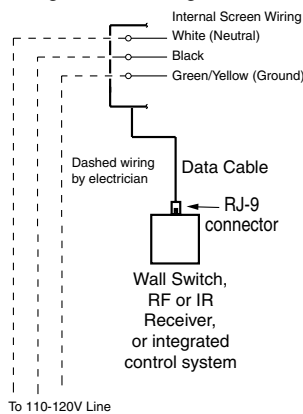 Internal Screen Wiring
White (Neutral)
Black
Green/Yellow (Ground)
Dashed wiring
by electrician
Data Cable
RJ-9
connector
Wall Switch,
RF or IR
Receiver,
or integrated
control system
To 110-120V Line